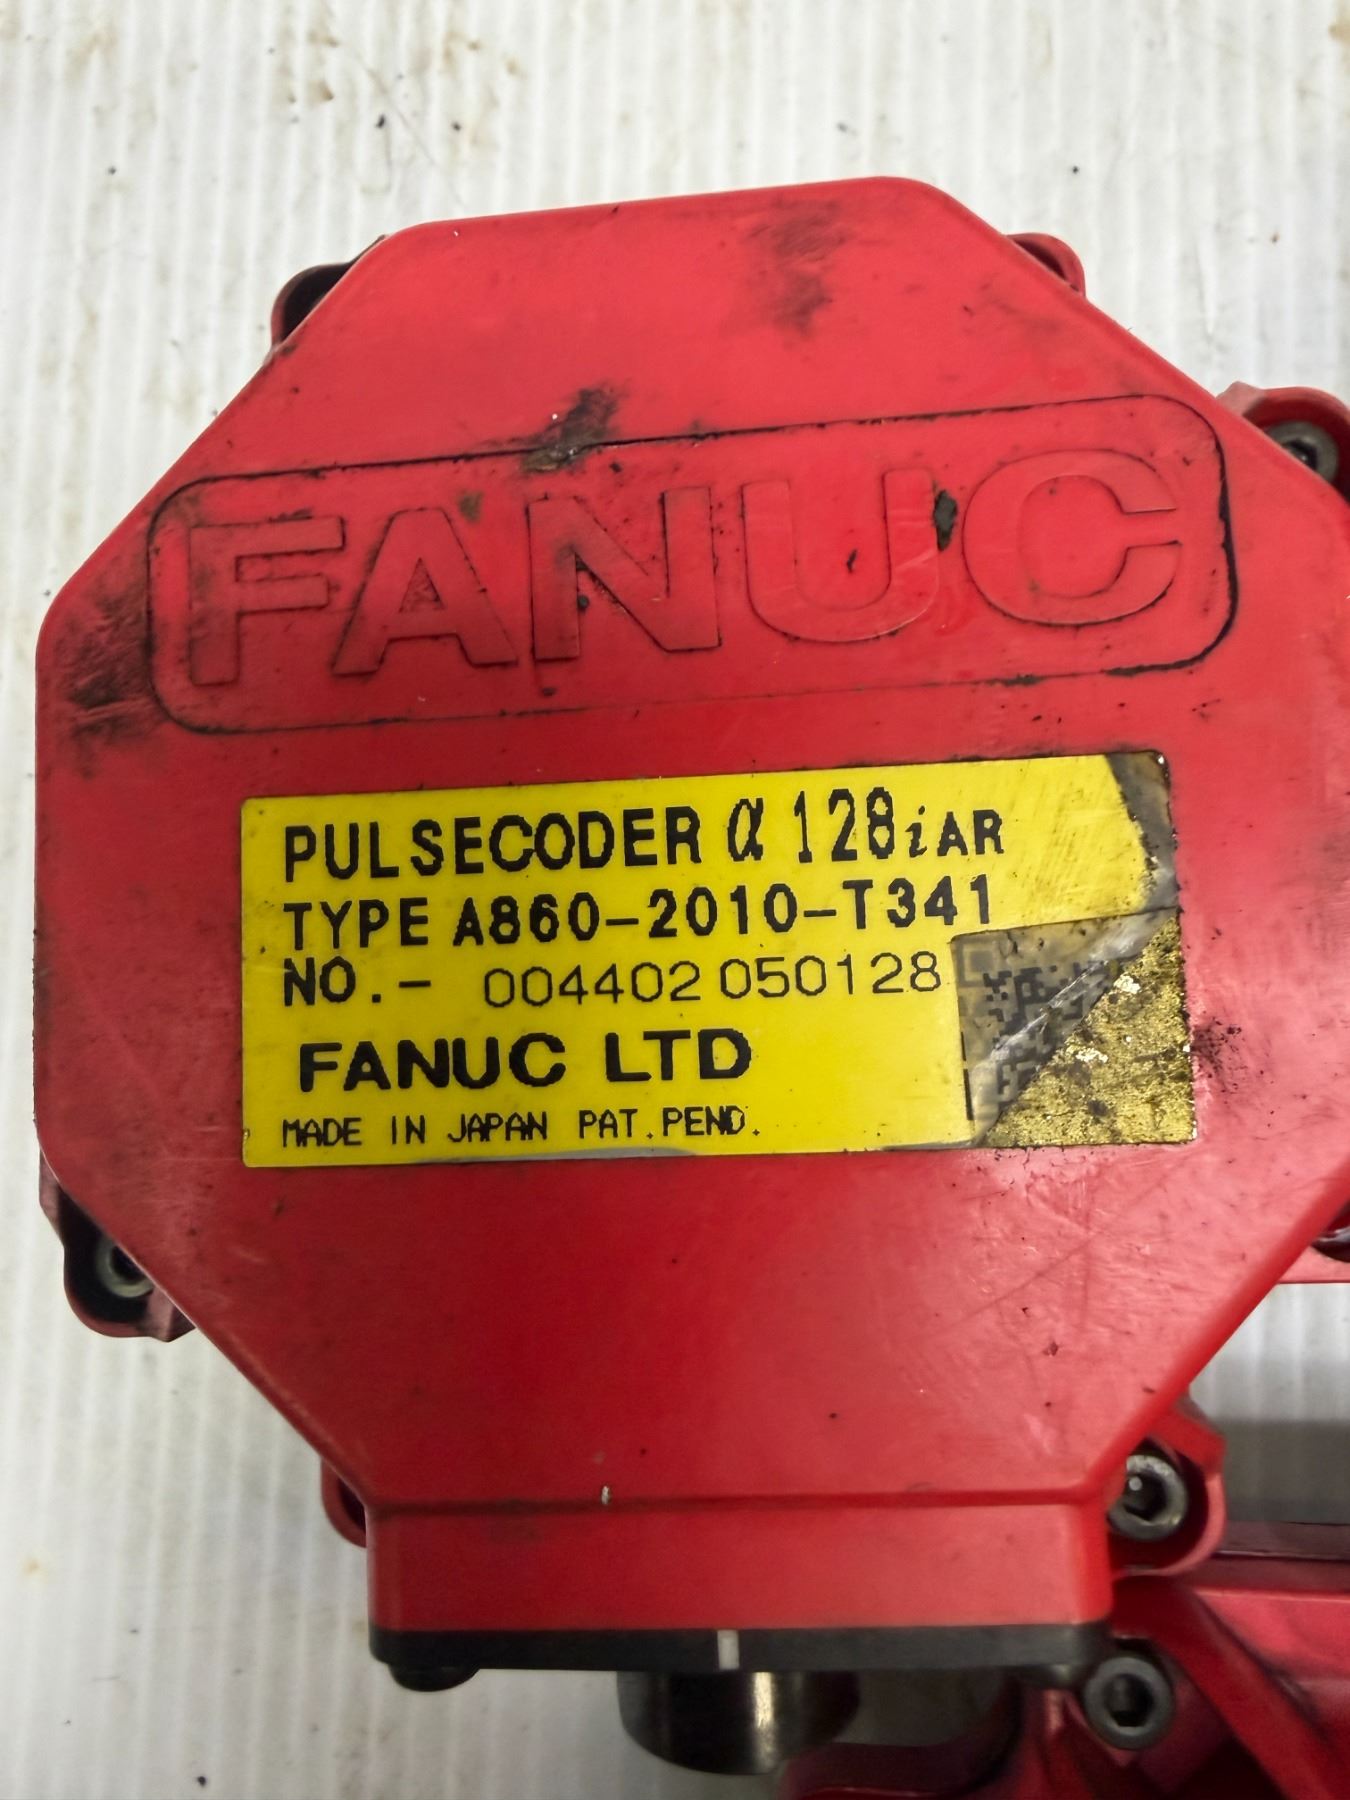 FANUC
PULSECODER α 128iAR
TYPE A860-2010-T341
NO.- 004402 050128
FANUC LTD
MADE IN JAPAN PAT.PEND.